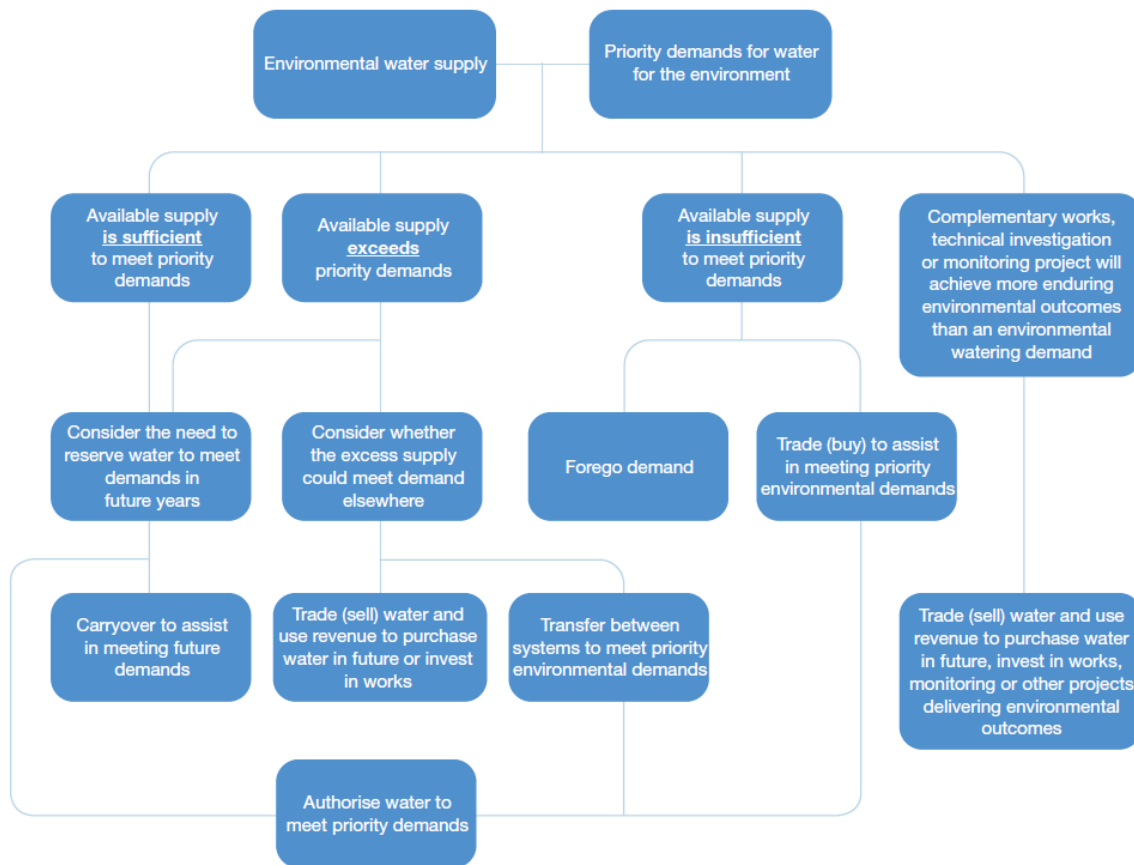 Environmental water supply
Priority demands for water
for the environment
Available supply
is sufficient
to meet priority
demands
Available supply
exceeds
priority demands
Available supply
is insufficient
to meet priority
demands
Complementary works,
technical investigation
or monitoring project will
achieve more enduring
environmental outcomes
than an environmental
watering demand
Consider the need to
reserve water to meet
demands in
future years
Consider whether
the excess supply
could meet demand
elsewhere
Forego demand
Trade (buy) to assist
in meeting priority
environmental demands
Carryover to assist
in meeting future
demands
Trade (sell) water and
use revenue to purchase
water in future or invest
in works
Transfer between
systems to meet priority
environmental demands
Trade (sell) water and use
revenue to purchase water
in future, invest in works,
monitoring or other projects
delivering environmental
outcomes
Authorise water to
meet priority demands